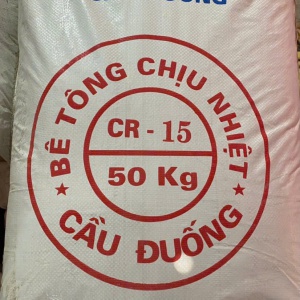 BÊ TÔNG CHỊU NHIỆT
CR - 15
50 Kg
CẦU ĐUỐNG